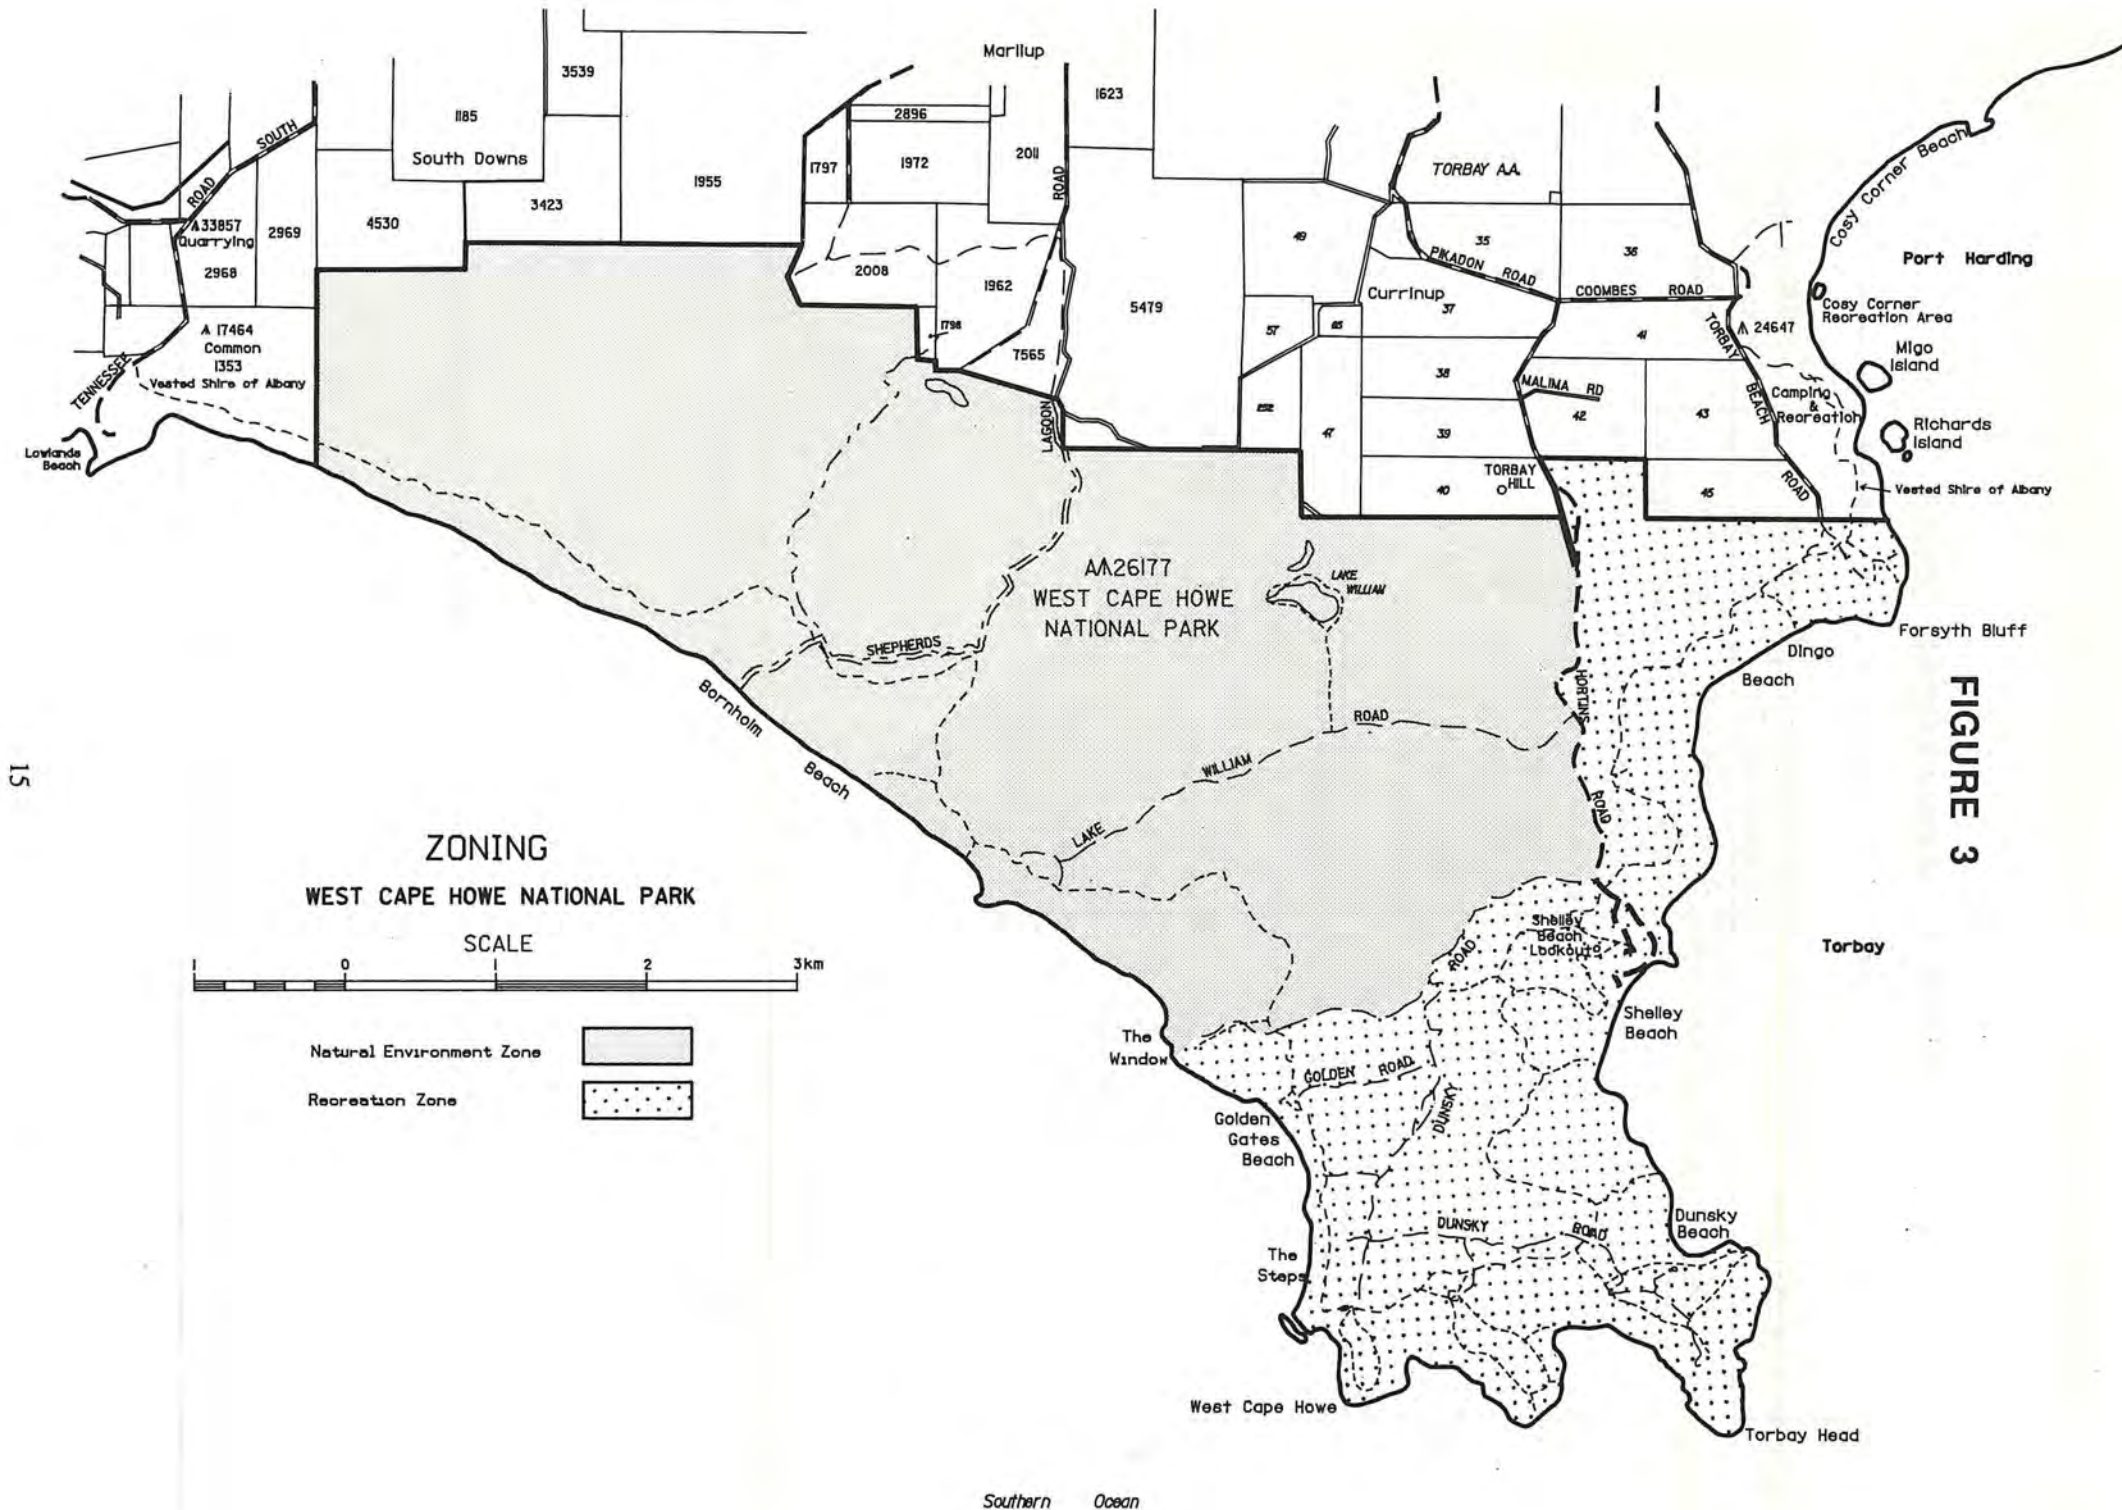 Marllup
3539
1623
1185
2896
SOUTH
South Downs
1797
1972
2011
1955
TORBAY A.A.
ROAD
ROAD
Cosy Corner Beach
33857
Quarrying
2969
4530
3423
49
35
36
Port Harding
2968
2008
1962
PIKADON ROAD
Currinup
COOMBES ROAD
Cosy Corner
Recreation Area
5479
37
17464
Common
1353
Vested Shire of Albany
1798
7565
57
65
41
24647
TORBAY BEACH ROAD
Migo
Island
TENNESSEE
38
MALIMA RD
42
43
Camping
&
Recreation
LAGOON
252
47
39
Richards
Island
Lowlands
Beach
TORBAY
HILL
40
45
Vested Shire of Albany
A26177
WEST CAPE HOWE
NATIONAL PARK
LAKE
WILLIAM
Forsyth Bluff
SHEPHERDS
Dingo
Beach
HORTINS
ROAD
FIGURE 3
Bornholm
Beach
LAKE WILLIAM ROAD
15
ZONING
WEST CAPE HOWE NATIONAL PARK
SCALE
1 0 1 2 3km
Shelley
Beach
Lookout
ROAD
Torbay
Shelley
Beach
Natural Environment Zone
The
Window
GOLDEN ROAD
Recreation Zone
DUNSKY
Golden
Gates
Beach
DUNSKY ROAD
Dunsky
Beach
The
Steps
West Cape Howe
Torbay Head
Southern Ocean